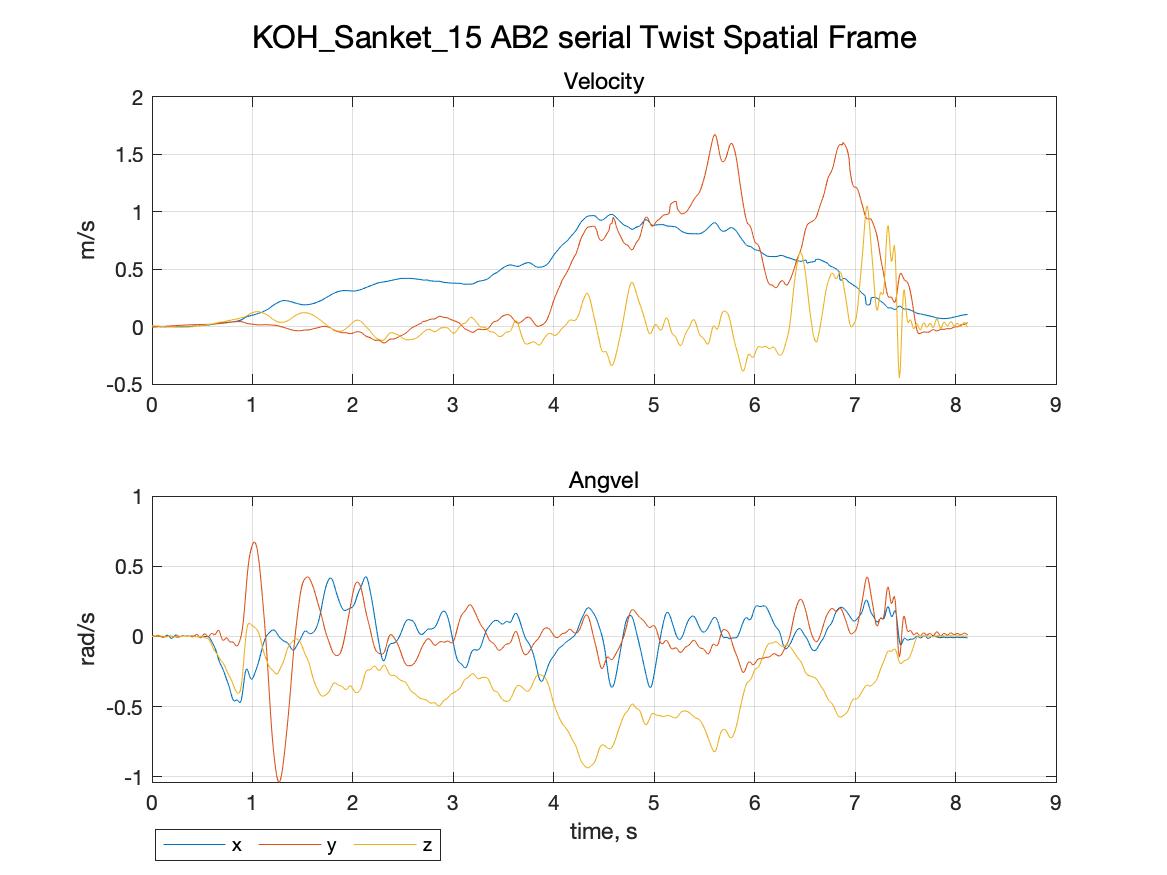 KOH_Sanket_15 AB2 serial Twist Spatial Frame
Velocity
2
1.5
1
0.5
0
-0.5
m/s
0 1 2 3 4 5 6 7 8 9
Angvel
1
0.5
0
-0.5
-1
rad/s
0 1 2 3 4 5 6 7 8 9
time, s
x y z